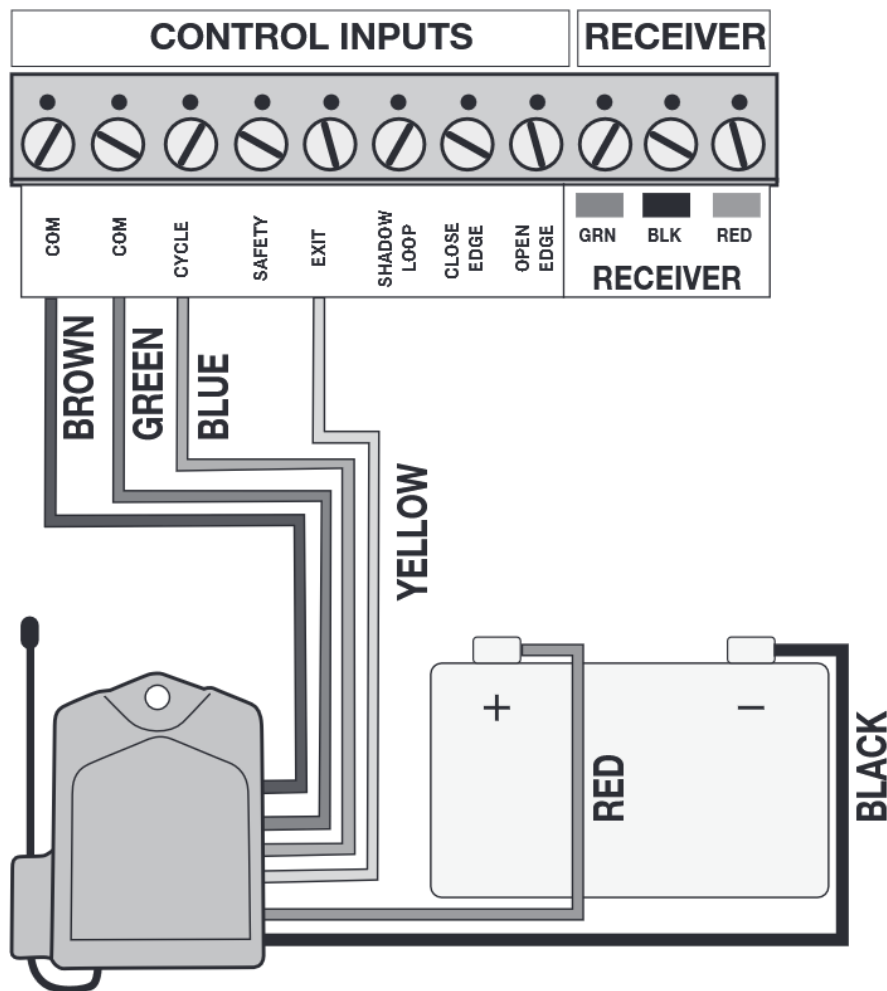 CONTROL INPUTS
RECEIVER
COM
COM
CYCLE
SAFETY
EXIT
SHADOW
LOOP
CLOSE
EDGE
OPEN
EDGE
GRN
BLK
RED
RECEIVER
BROWN
GREEN
BLUE
YELLOW
+
−
RED
BLACK